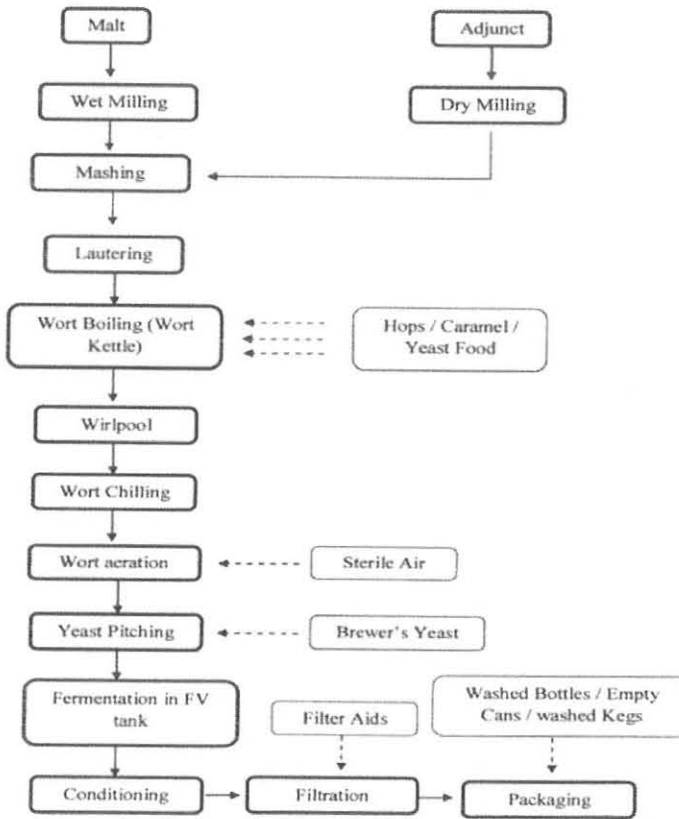 Malt
Adjunct
Wet Milling
Dry Milling
Mashing
Lautering
Wort Boiling (Wort
Kettle)
Hops / Caramel /
Yeast Food
Wirlpool
Wort Chilling
Wort aeration
Sterile Air
Yeast Pitching
Brewer's Yeast
Fermentation in FV
tank
Filter Aids
Washed Bottles / Empty
Cans / washed Kegs
Conditioning
Filtration
Packaging